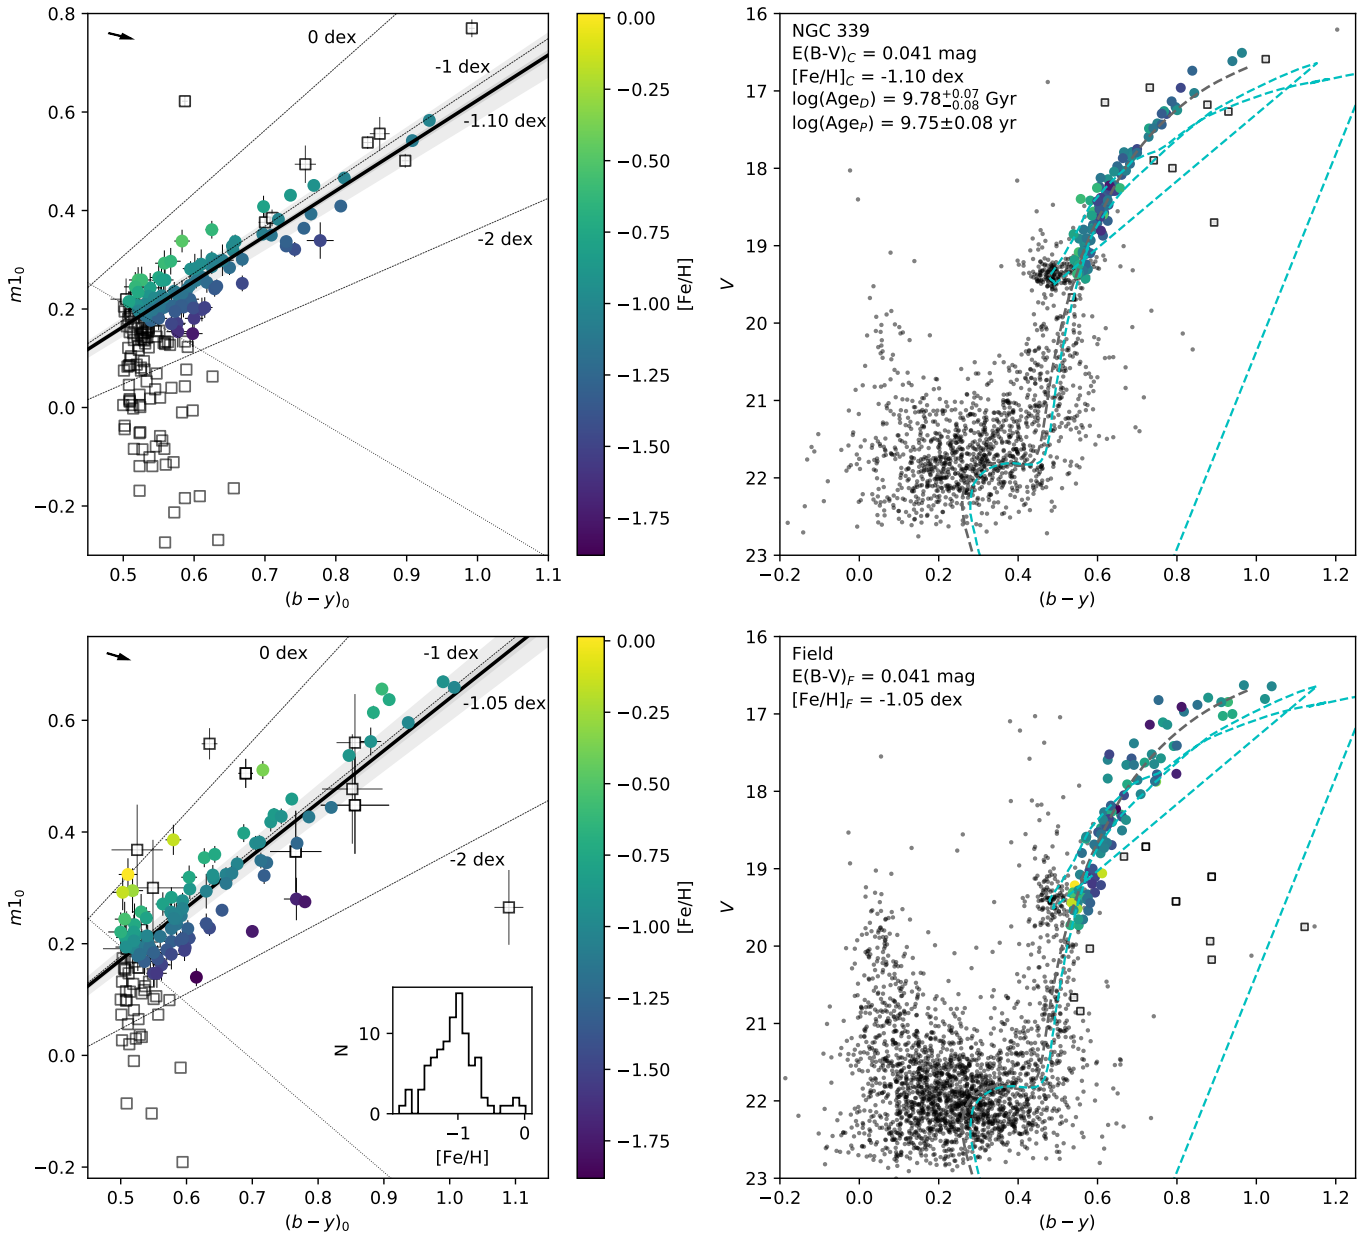 0.8
0.6
0.4
0.2
0.0
−0.2
m1₀
0.5 0.6 0.7 0.8 0.9 1.0 1.1
(b − y)₀
0 dex
-1 dex
-1.10 dex
-2 dex
0.00
−0.25
−0.50
−0.75
−1.00
−1.25
−1.50
−1.75
[Fe/H]
16
17
18
19
20
21
22
23
V
−0.2 0.0 0.2 0.4 0.6 0.8 1.0 1.2
(b − y)
NGC 339
E(B-V)_C = 0.041 mag
[Fe/H]_C = -1.10 dex
log(Age_D) = 9.78^{+0.07}_{−0.08} Gyr
log(Age_P) = 9.75±0.08 yr
0.6
0.4
0.2
0.0
−0.2
m1₀
0.5 0.6 0.7 0.8 0.9 1.0 1.1
(b − y)₀
0 dex
-1 dex
-1.05 dex
-2 dex
10
0
N
−1 0
[Fe/H]
0.00
−0.25
−0.50
−0.75
−1.00
−1.25
−1.50
−1.75
[Fe/H]
16
17
18
19
20
21
22
23
V
−0.2 0.0 0.2 0.4 0.6 0.8 1.0 1.2
(b − y)
Field
E(B-V)_F = 0.041 mag
[Fe/H]_F = -1.05 dex